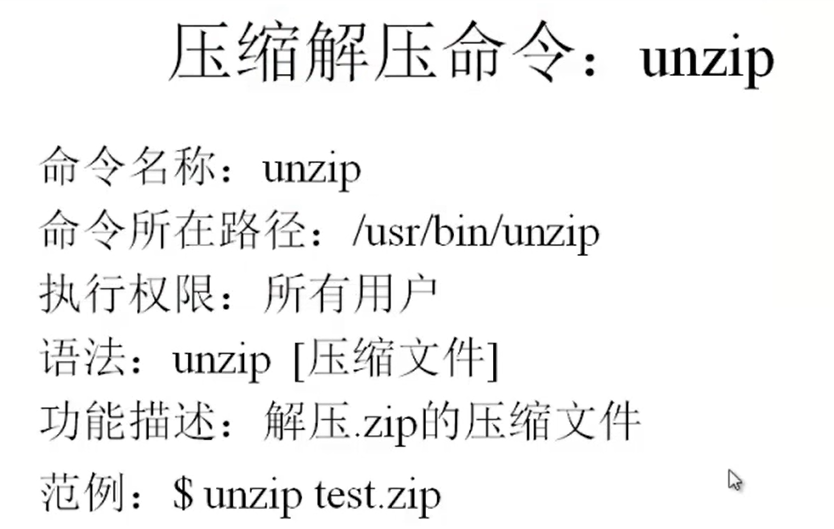 压缩解压命令：unzip
命令名称：unzip
命令所在路径：/usr/bin/unzip
执行权限：所有用户
语法：unzip [压缩文件]
功能描述：解压.zip的压缩文件
范例：$ unzip test.zip